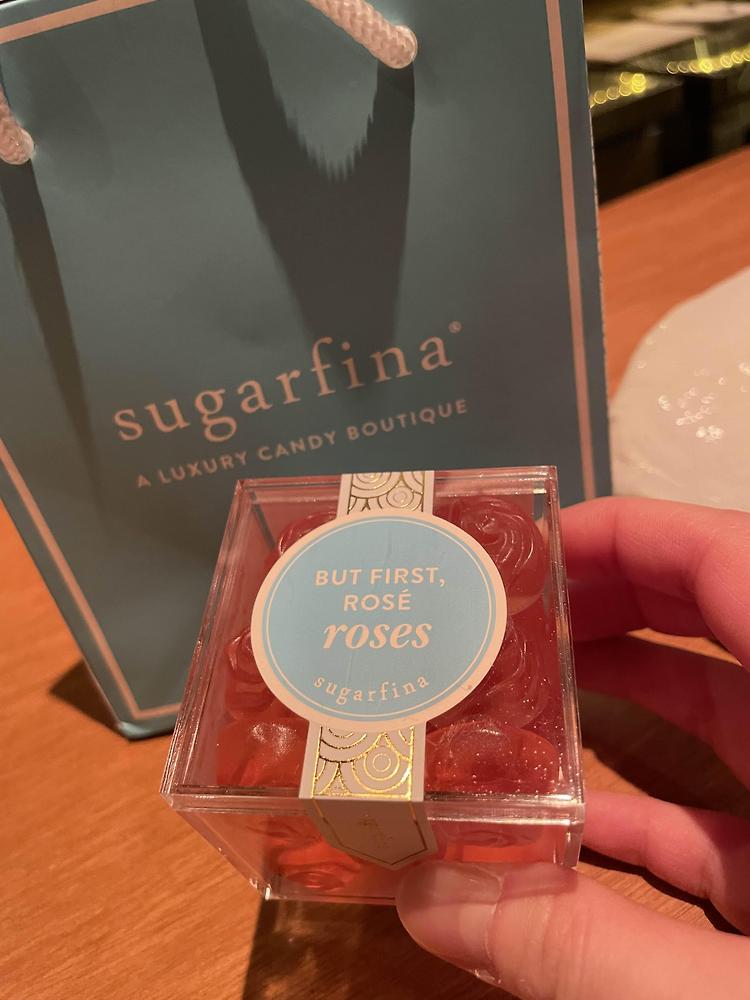 sugarfina®
A LUXURY CANDY BOUTIQUE
BUT FIRST,
ROSÉ
roses
sugarfina